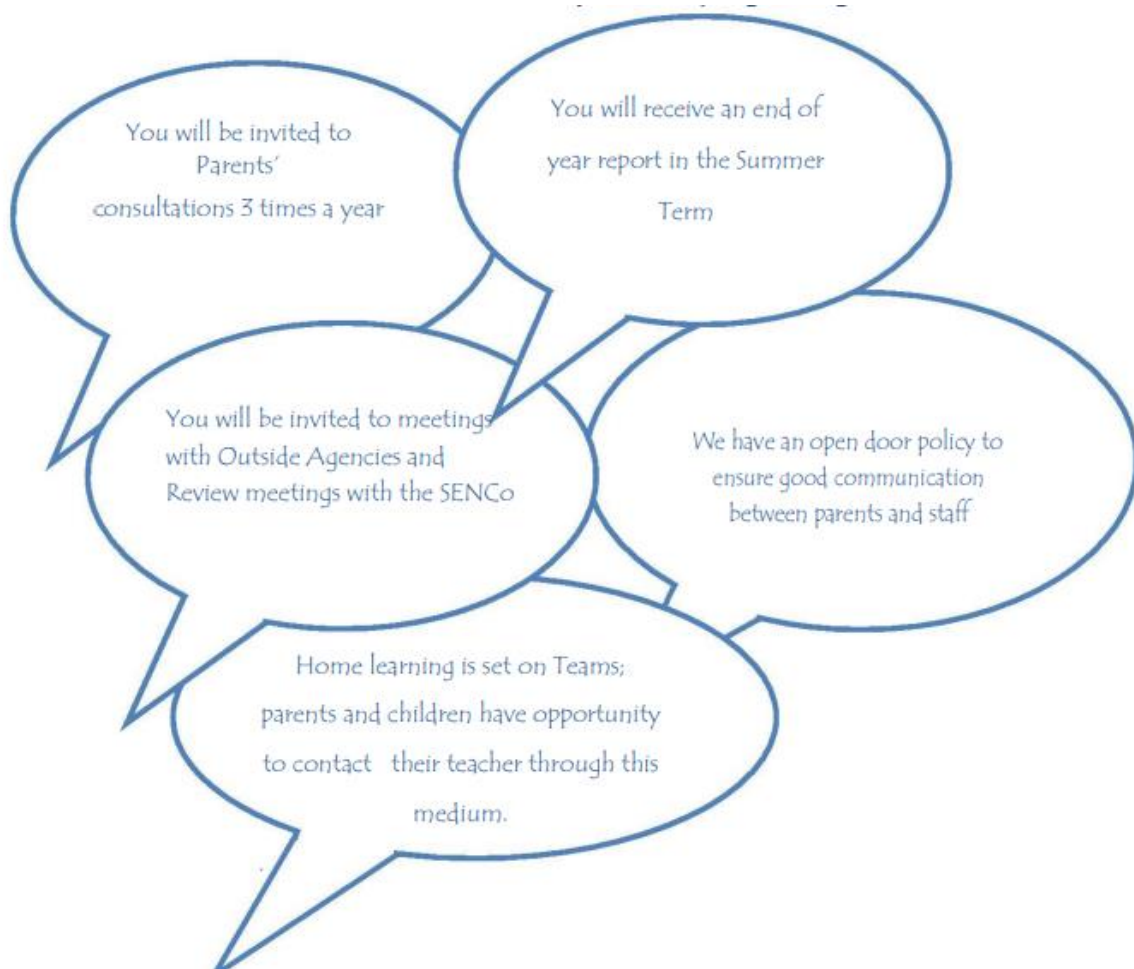 You will be invited to
Parents'
consultations 3 times a year
You will receive an end of
year report in the Summer
Term
You will be invited to meetings
with Outside Agencies and
Review meetings with the SENCo
We have an open door policy to
ensure good communication
between parents and staff
Home learning is set on Teams;
parents and children have opportunity
to contact   their teacher through this
medium.